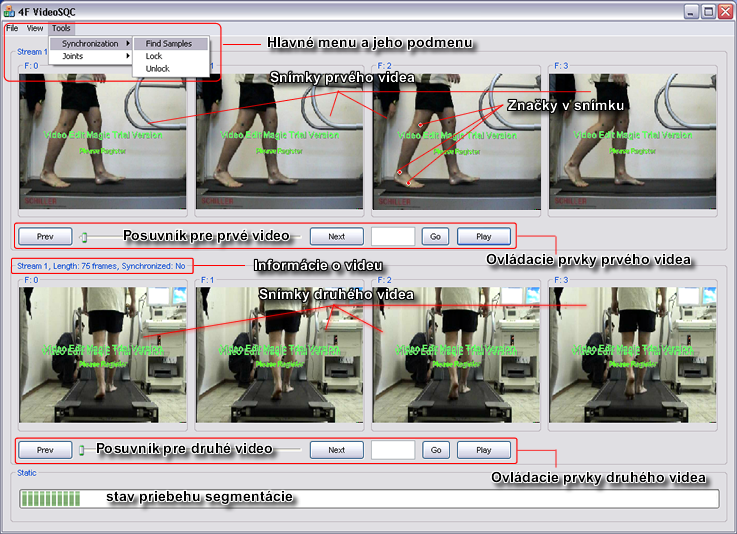 4F VideoSQC
File View Tools
Synchronization Find Samples
Joints Lock
Unlock
Hlavné menu a jeho podmenu
Stream 1
F: 0 F: 1 F: 2 F: 3
Snímky prvého videa
Značky v snímku
Video Edit Magic Trial Version. Video Edit Magic Trial Version. Video Edit Magic Trial Version. Video Edit Magic Trial Version.
Please Register Please Register Please Register Please Register
Prev Posuvník pre prvé video Next Go Play
Ovládacie prvky prvého videa
Stream 1, Length: 75 frames, Synchronized: No
Informácie o videu
F: 0 F: 1 F: 2 F: 3
Snímky druhého videa
Video Edit Magic Trial Version. Video Edit Magic Trial Version. Video Edit Magic Trial Version. Video Edit Magic Trial Version.
Please Register Please Register Please Register Please Register
Prev Posuvník pre druhé video Next Go Play
Ovládacie prvky druhého videa
Static
stav priebehu segmentácie